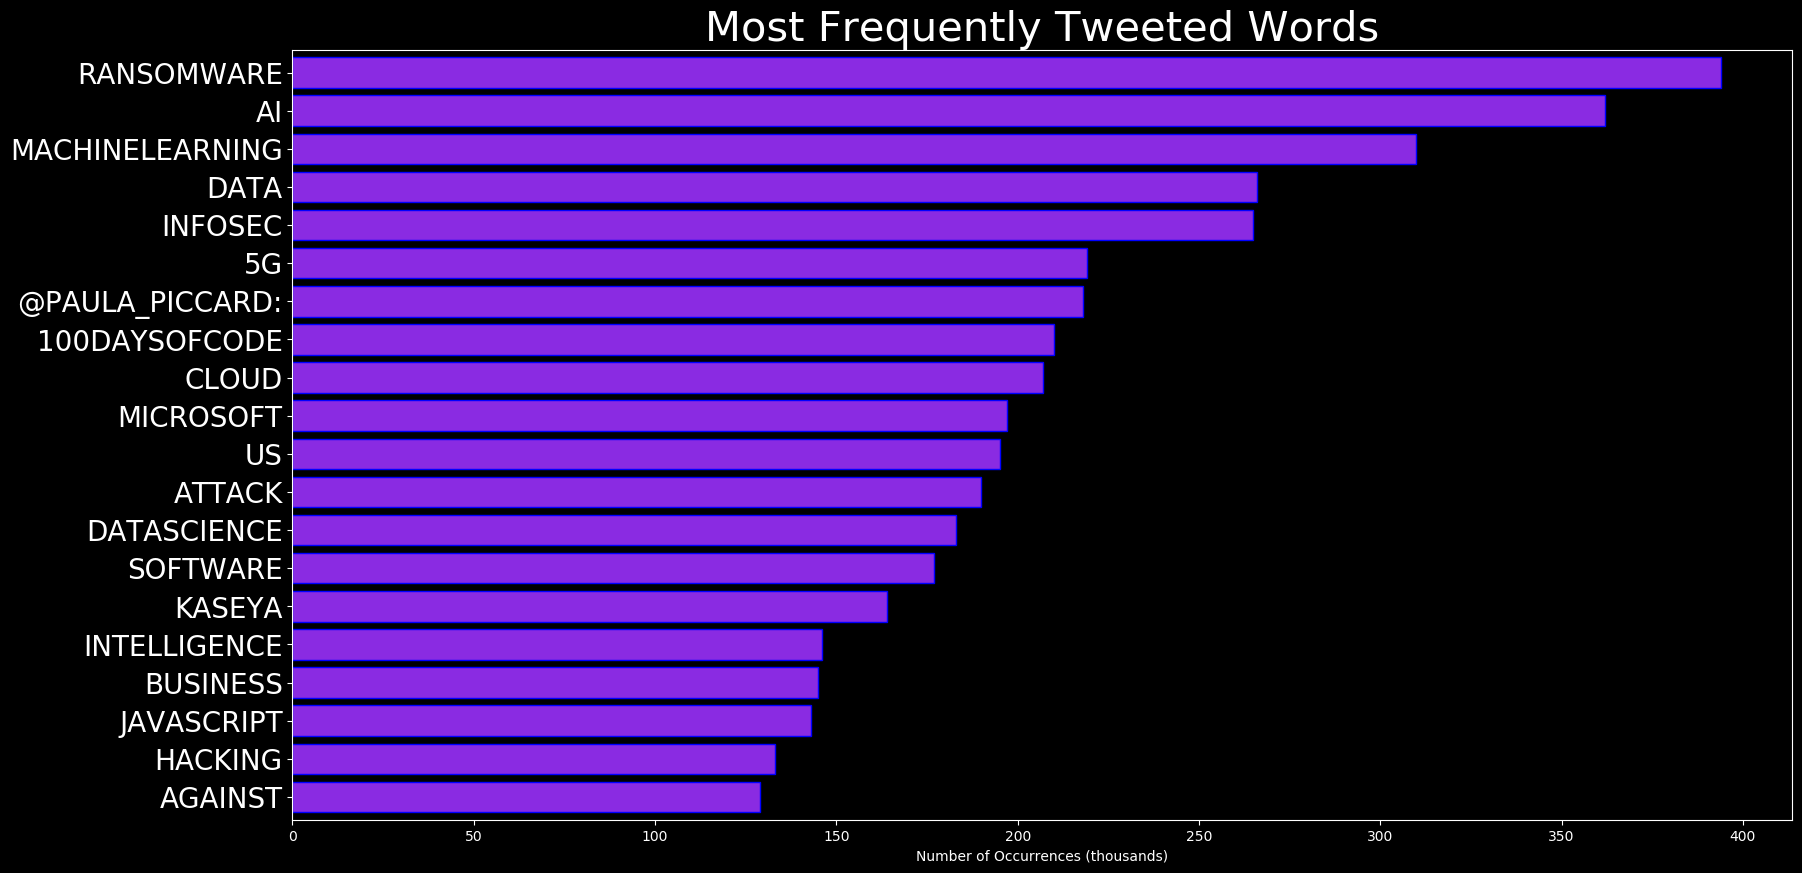 Most Frequently Tweeted Words
RANSOMWARE
AI
MACHINELEARNING
DATA
INFOSEC
5G
@PAULA_PICCARD:
100DAYSOFCODE
CLOUD
MICROSOFT
US
ATTACK
DATASCIENCE
SOFTWARE
KASEYA
INTELLIGENCE
BUSINESS
JAVASCRIPT
HACKING
AGAINST
0 50 100 150 200 250 300 350 400
Number of Occurrences (thousands)